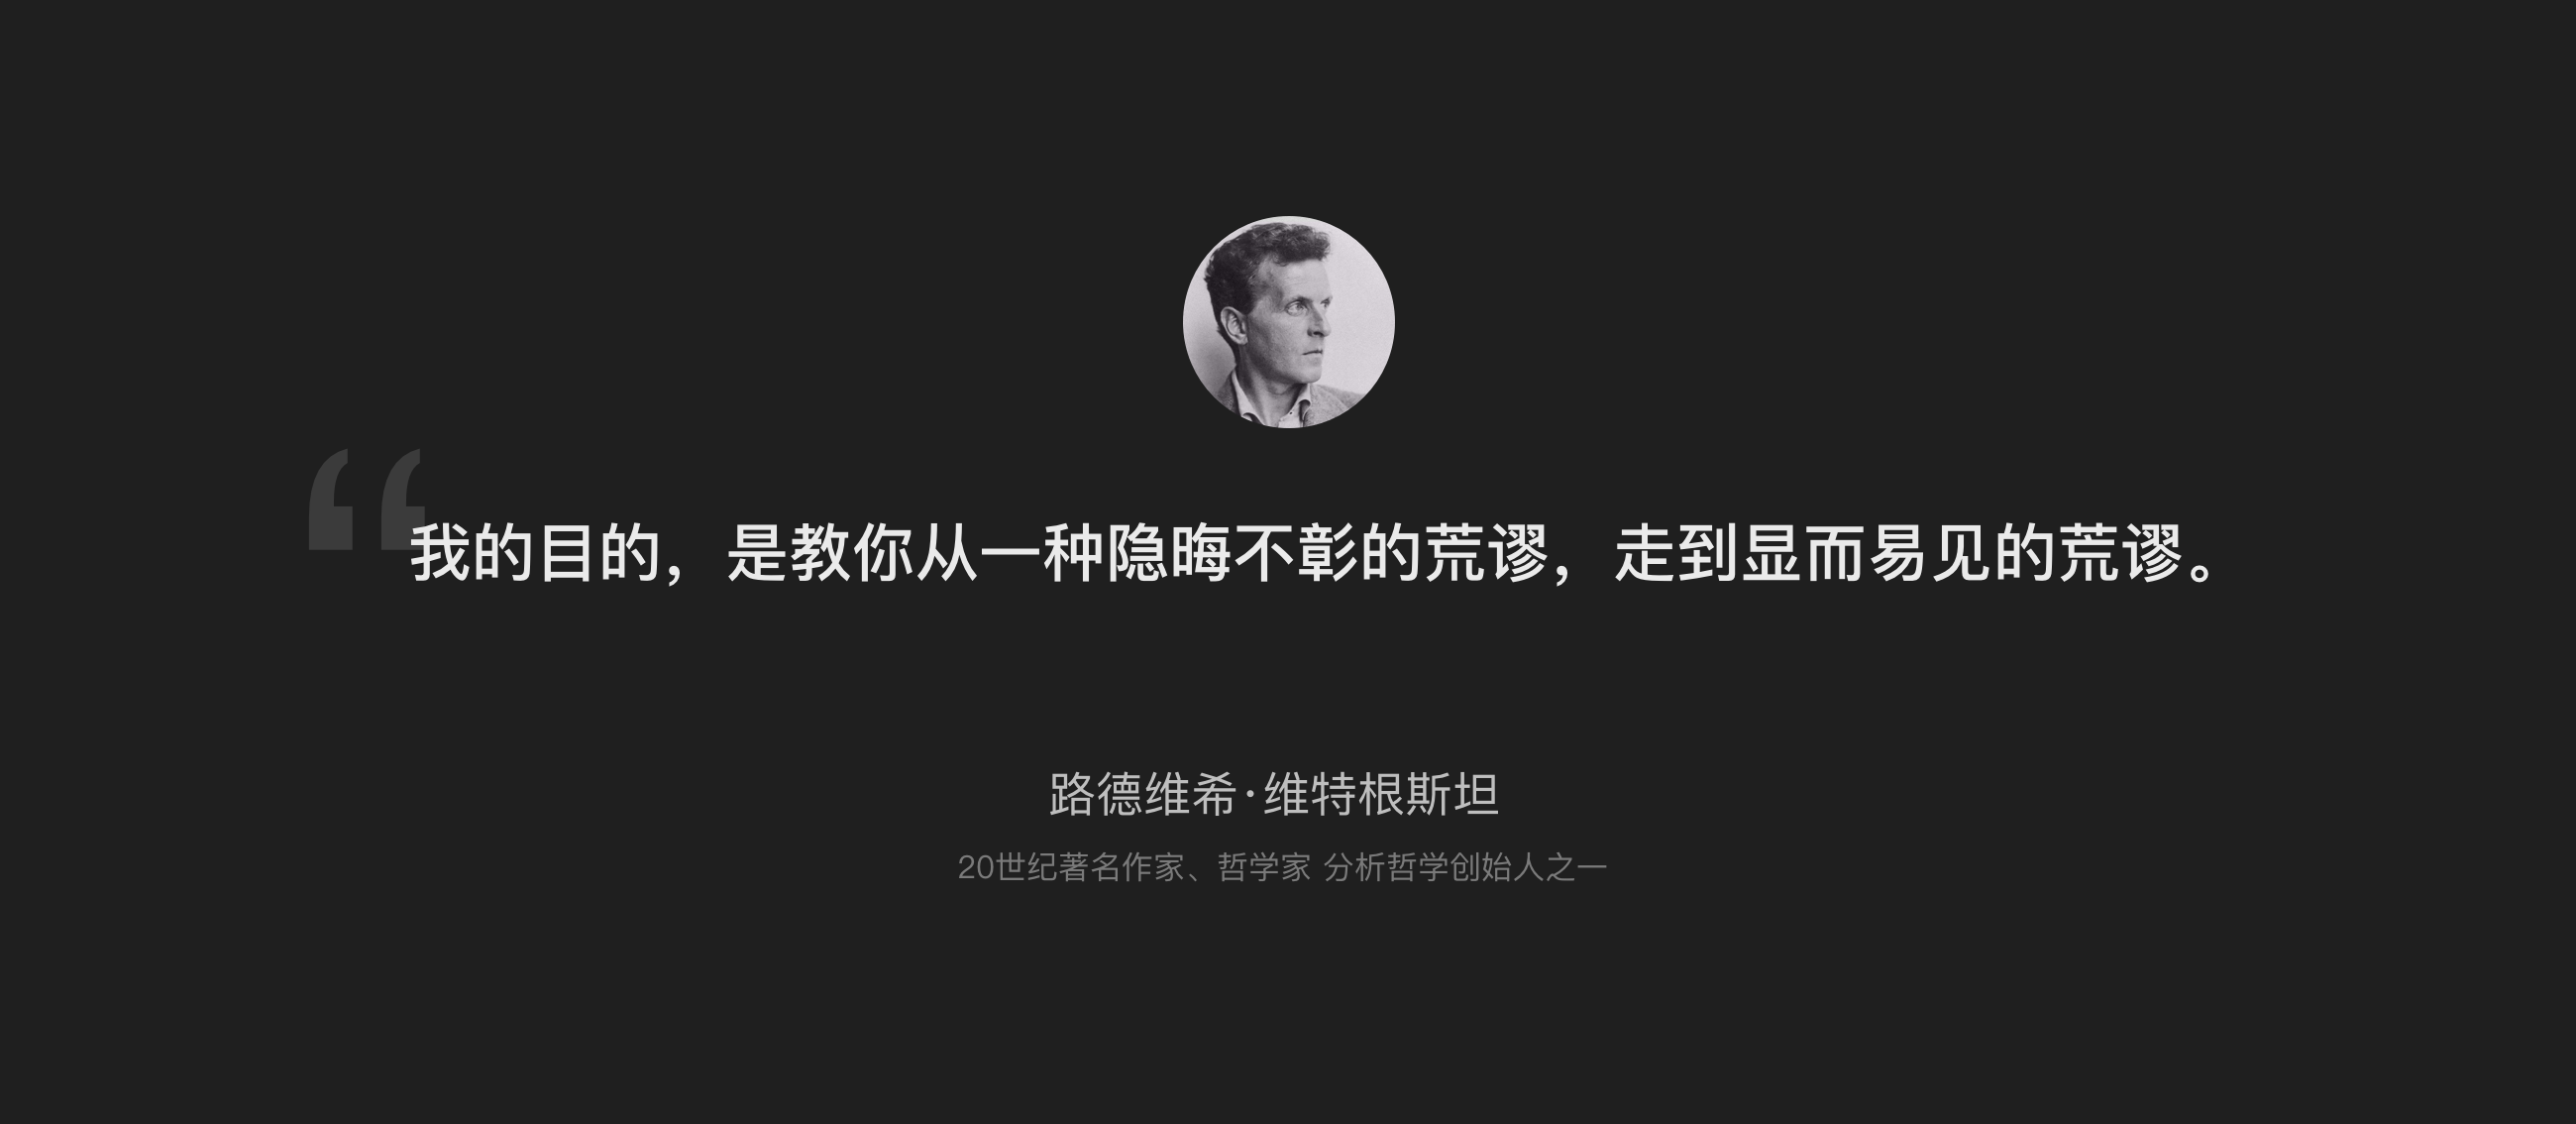 “
我的目的，是教你从一种隐晦不彰的荒谬，走到显而易见的荒谬。
路德维希·维特根斯坦
20世纪著名作家、哲学家 分析哲学创始人之一